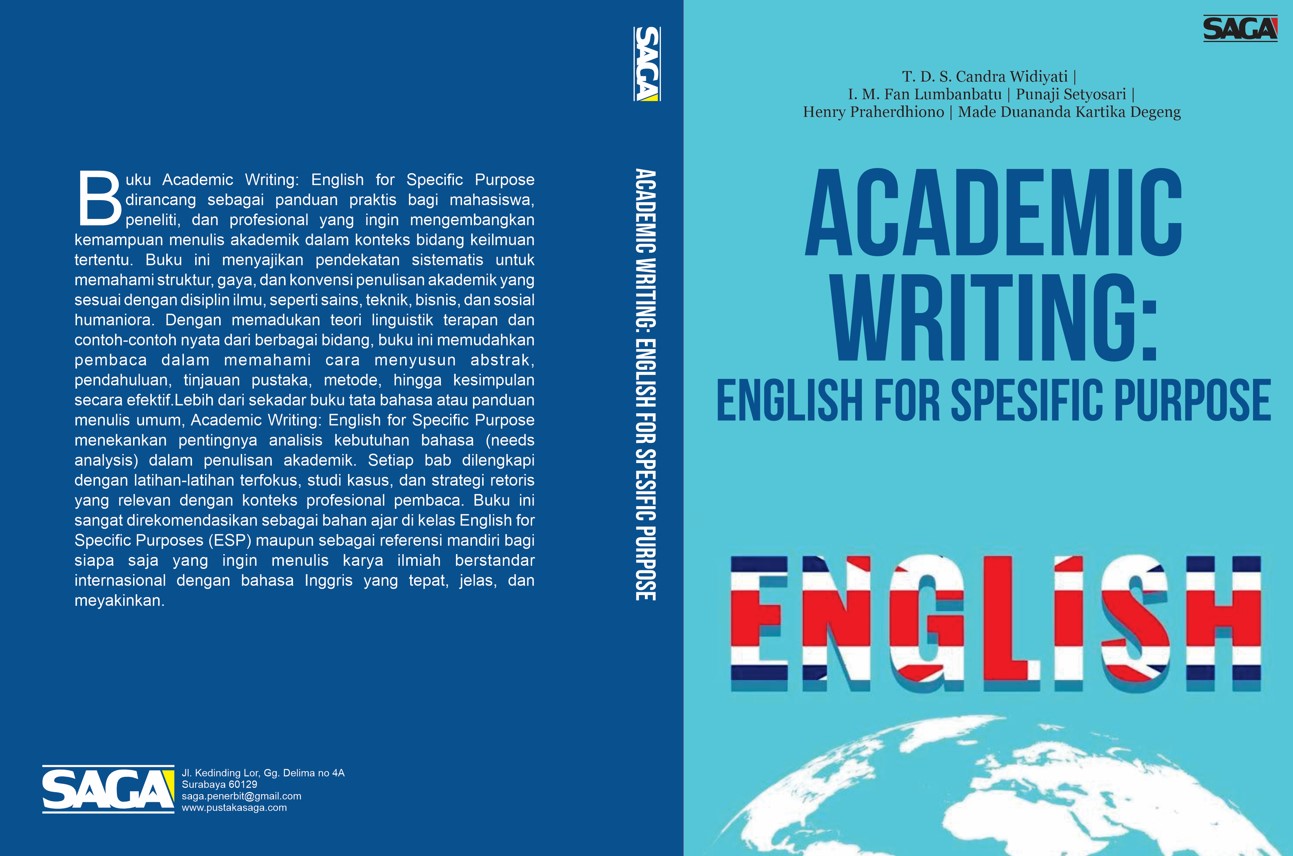 Buku Academic Writing: English for Specific Purpose
dirancang sebagai panduan praktis bagi mahasiswa,
peneliti, dan profesional yang ingin mengembangkan
kemampuan menulis akademik dalam konteks bidang keilmuan
tertentu. Buku ini menyajikan pendekatan sistematis untuk
memahami struktur, gaya, dan konvensi penulisan akademik yang
sesuai dengan disiplin ilmu, seperti sains, teknik, bisnis, dan sosial
humaniora. Dengan memadukan teori linguistik terapan dan
contoh-contoh nyata dari berbagai bidang, buku ini memudahkan
pembaca dalam memahami cara menyusun abstrak,
pendahuluan, tinjauan pustaka, metode, hingga kesimpulan
secara efektif.Lebih dari sekadar buku tata bahasa atau panduan
menulis umum, Academic Writing: English for Specific Purpose
menekankan pentingnya analisis kebutuhan bahasa (needs
analysis) dalam penulisan akademik. Setiap bab dilengkapi
dengan latihan-latihan terfokus, studi kasus, dan strategi retoris
yang relevan dengan konteks profesional pembaca. Buku ini
sangat direkomendasikan sebagai bahan ajar di kelas English for
Specific Purposes (ESP) maupun sebagai referensi mandiri bagi
siapa saja yang ingin menulis karya ilmiah berstandar
internasional dengan bahasa Inggris yang tepat, jelas, dan
meyakinkan.
SAGA
Jl. Kedinding Lor, Gg. Delima no 4A
Surabaya 60129
saga.penerbit@gmail.com
www.pustakasaga.com
SAGA
ACADEMIC WRITING: ENGLISH FOR SPESIFIC PURPOSE
SAGA
T. D. S. Candra Widiyati |
I. M. Fan Lumbanbatu | Punaji Setyosari |
Henry Praherdhiono | Made Duananda Kartika Degeng
ACADEMIC
WRITING:
ENGLISH FOR SPESIFIC PURPOSE
ENGLiSH